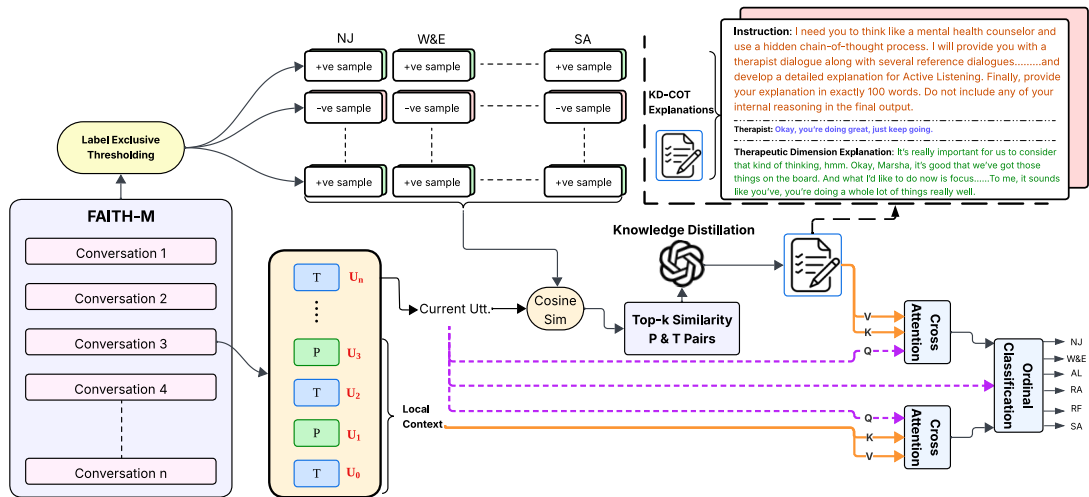 NJ
W&E
SA
+ve sample
+ve sample
+ve sample
-ve sample
-ve sample
-ve sample
+ve sample
+ve sample
+ve sample
Label Exclusive
Thresholding
KD-COT
Explanations
Instruction: I need you to think like a mental health counselor and
use a hidden chain-of-thought process. I will provide you with a
therapist dialogue along with several reference dialogues.........and
develop a detailed explanation for Active Listening. Finally, provide
your explanation in exactly 100 words. Do not include any of your
internal reasoning in the final output.
Therapist: Okay, you're doing great, just keep going.
Therapeutic Dimension Explanation: It's really important for us to consider
that kind of thinking, hmm. Okay, Marsha, it's good that we've got those
things on the board. And what I'd like to do now is focus......To me, it sounds
like you've, you're doing a whole lot of things really well.
FAITH-M
Conversation 1
Conversation 2
Conversation 3
Conversation 4
Conversation n
T Un
P U3
T U2
P U1
T U0
Local
Context
Current Utt.
Cosine
Sim
Top-k Similarity
P & T Pairs
Knowledge Distillation
V
K
Q
Cross
Attention
Q
K
V
Cross
Attention
Ordinal
Classification
NJ
W&E
AL
RA
RF
SA